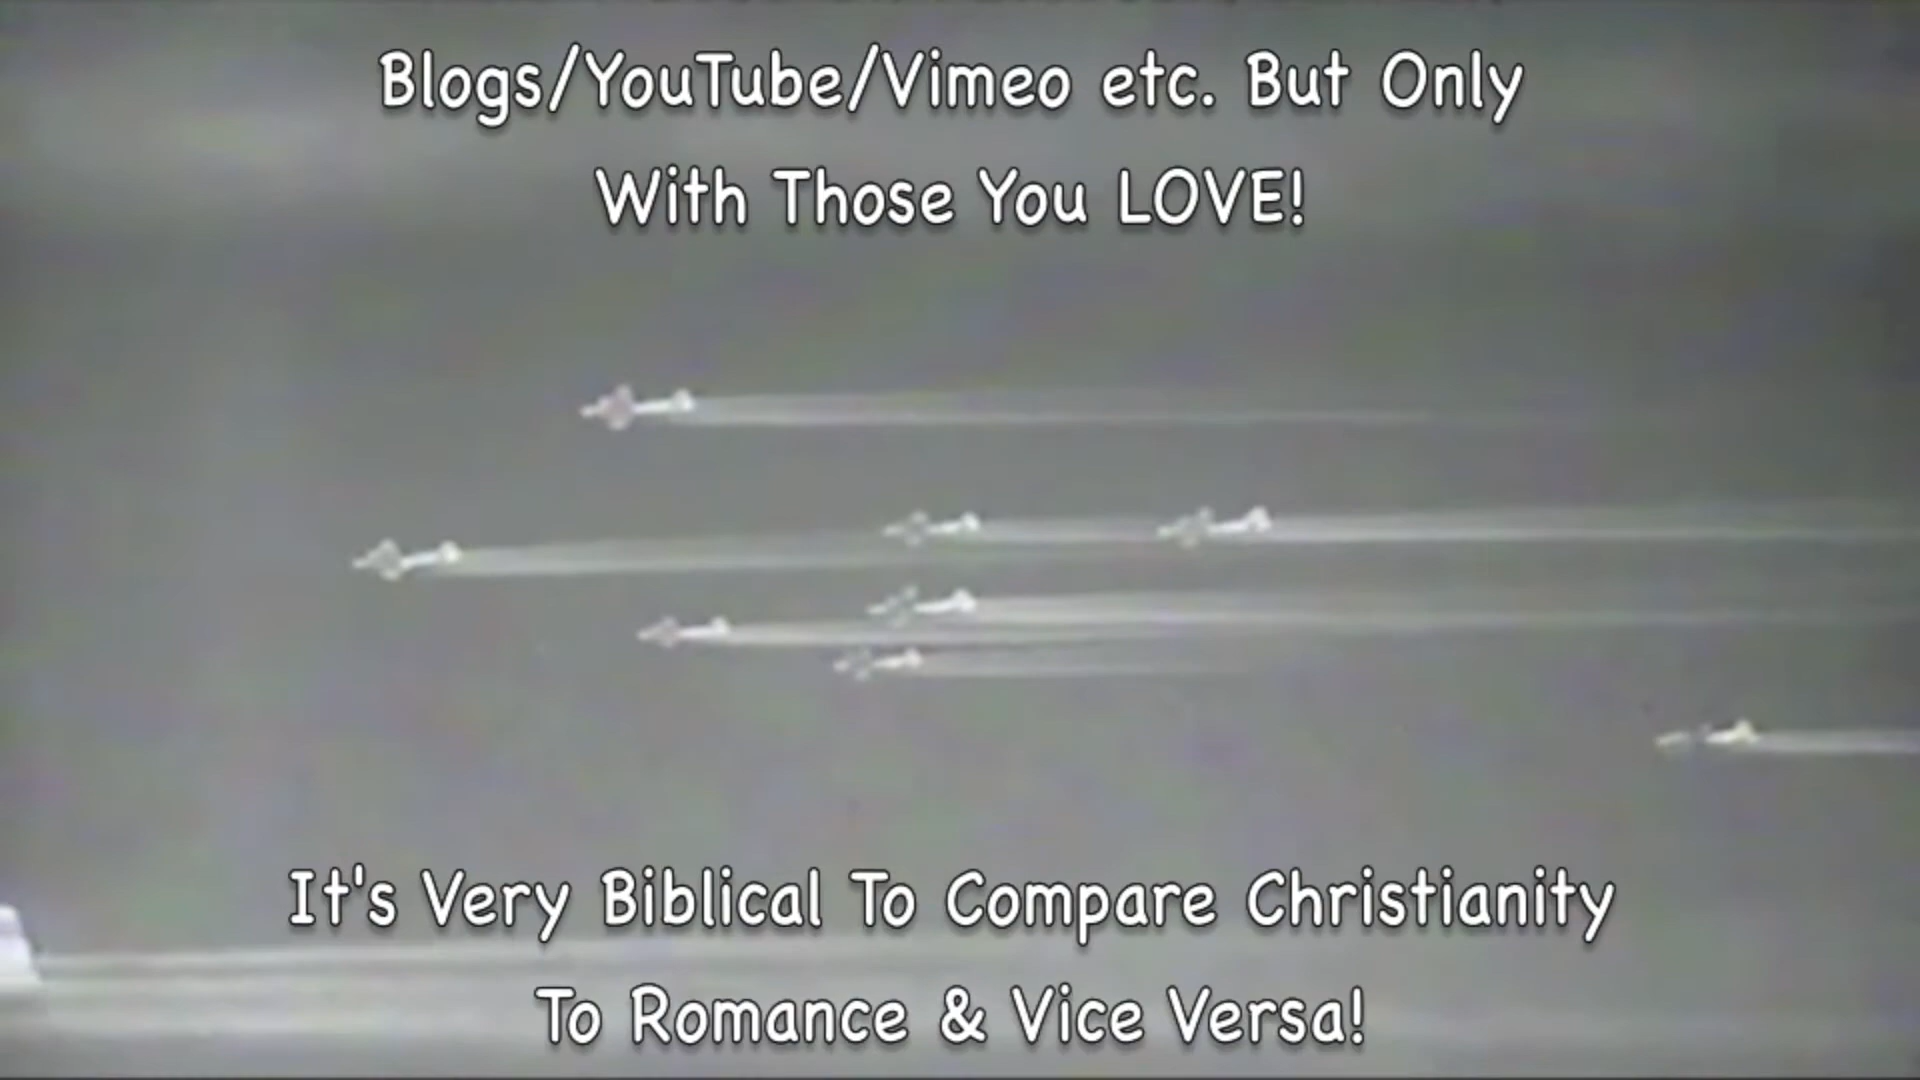 Blogs/YouTube/Vimeo etc. But Only
With Those You LOVE!
It's Very Biblical To Compare Christianity
To Romance & Vice Versa!